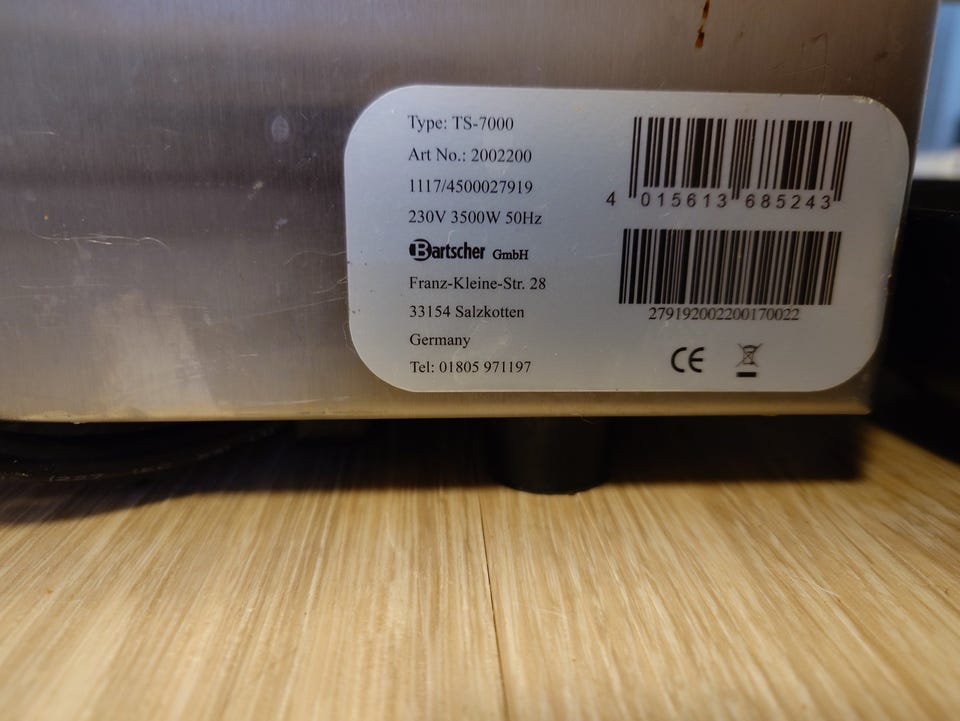 Type: TS-7000
Art No.: 2002200
1117/4500027919
230V 3500W 50Hz
Bartscher GmbH
Franz-Kleine-Str. 28
33154 Salzkotten
Germany
Tel: 01805 971197
4 015613 685243
279192002200170022
CE